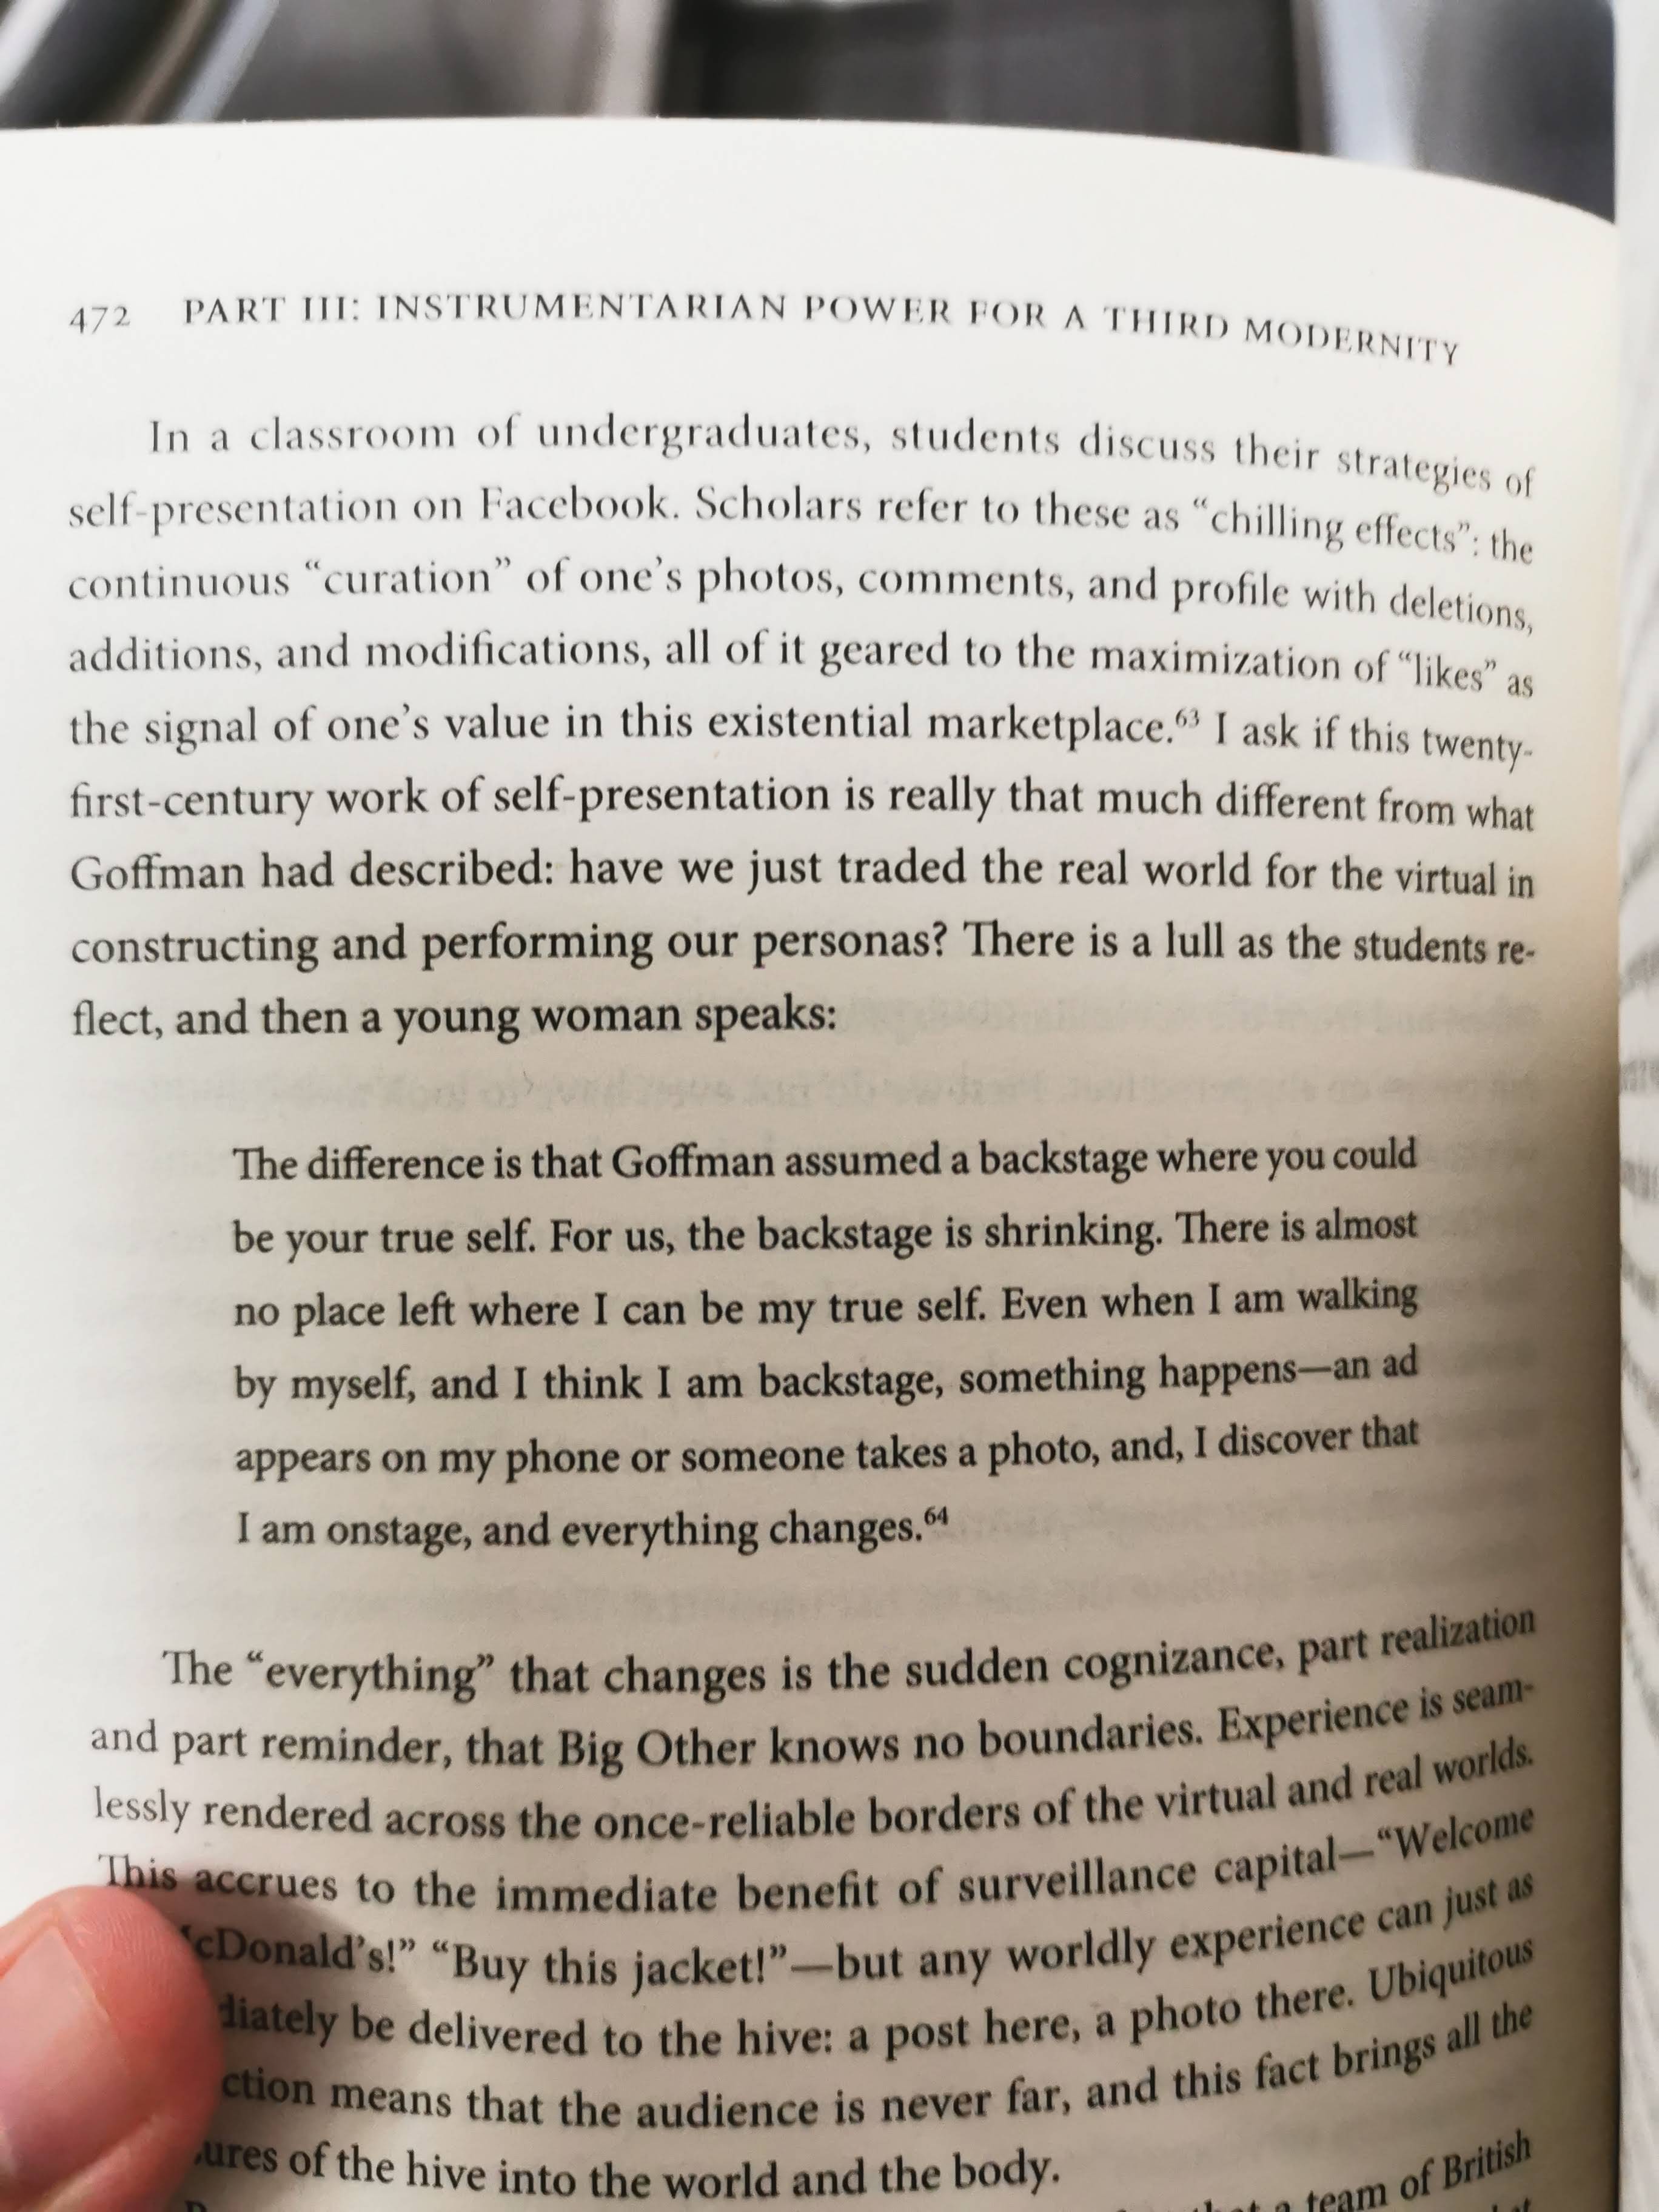 472 PART III: INSTRUMENTARIAN POWER FOR A THIRD MODERNITY
In a classroom of undergraduates, students discuss their strategies of
self-presentation on Facebook. Scholars refer to these as “chilling effects”: the
continuous “curation” of one’s photos, comments, and profile with deletions,
additions, and modifications, all of it geared to the maximization of “likes” as
the signal of one’s value in this existential marketplace.⁶³ I ask if this twenty-
first-century work of self-presentation is really that much different from what
Goffman had described: have we just traded the real world for the virtual in
constructing and performing our personas? There is a lull as the students re-
flect, and then a young woman speaks:
The difference is that Goffman assumed a backstage where you could
be your true self. For us, the backstage is shrinking. There is almost
no place left where I can be my true self. Even when I am walking
by myself, and I think I am backstage, something happens—an ad
appears on my phone or someone takes a photo, and, I discover that
I am onstage, and everything changes.⁶⁴
The “everything” that changes is the sudden cognizance, part realization
and part reminder, that Big Other knows no boundaries. Experience is seam-
lessly rendered across the once-reliable borders of the virtual and real worlds.
This accrues to the immediate benefit of surveillance capital—“Welcome
cDonald’s!” “Buy this jacket!”—but any worldly experience can just as
diately be delivered to the hive: a post here, a photo there. Ubiquitous
ction means that the audience is never far, and this fact brings all the
ures of the hive into the world and the body.
a team of British